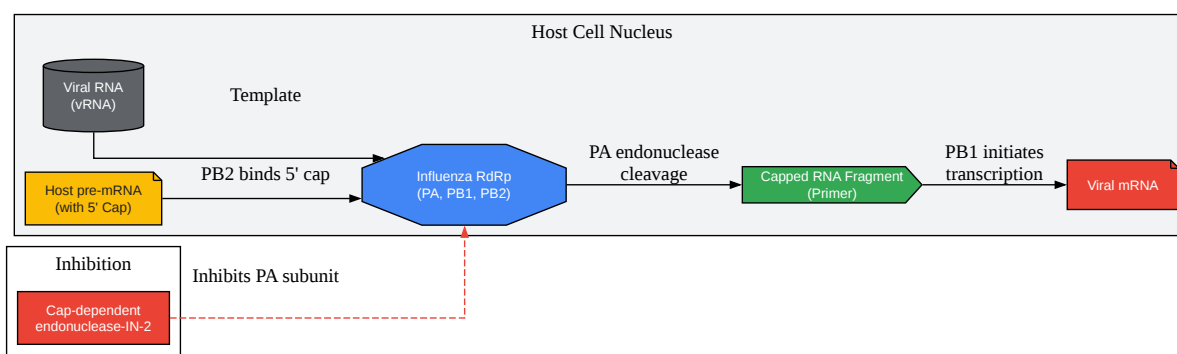 Host Cell Nucleus
Viral RNA
(vRNA)
Template
PB2 binds 5' cap
Host pre-mRNA
(with 5' Cap)
Influenza RdRp
(PA, PB1, PB2)
PA endonuclease
cleavage
Capped RNA Fragment
(Primer)
PB1 initiates
transcription
Viral mRNA
Inhibition
Inhibits PA subunit
Cap-dependent
endonuclease-IN-2